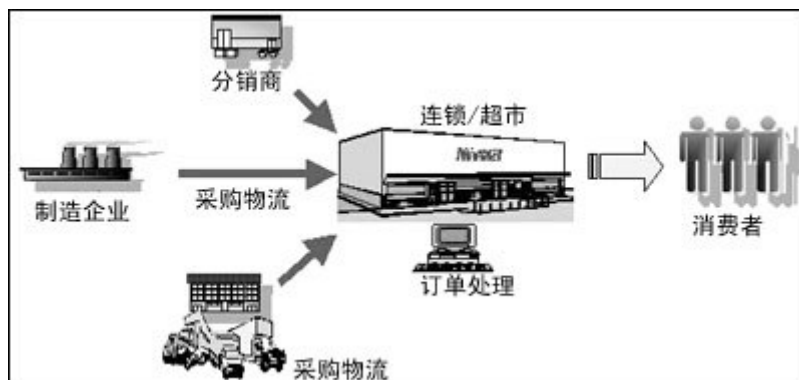 分销商
连锁/超市
制造企业
采购物流
消费者
订单处理
采购物流